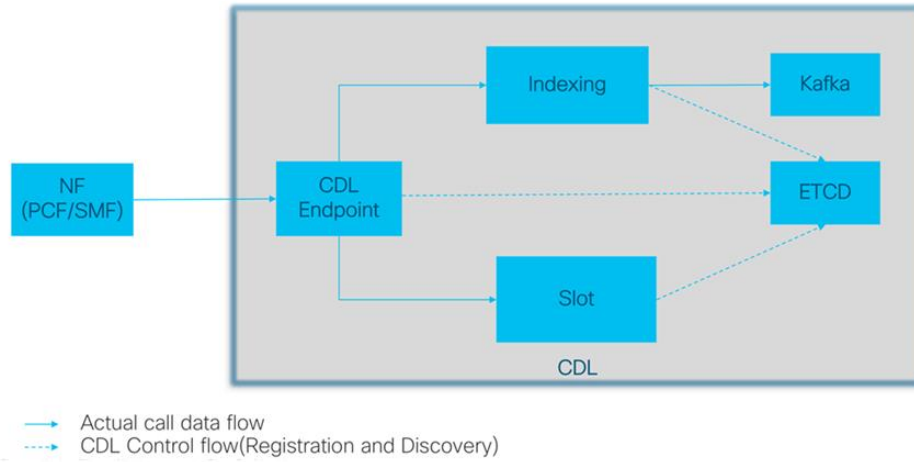 Indexing
Kafka
NF
(PCF/SMF)
CDL
Endpoint
ETCD
Slot
CDL
Actual call data flow
CDL Control flow(Registration and Discovery)